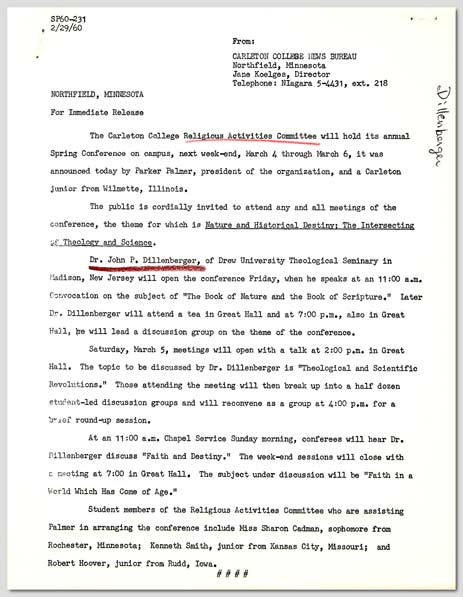 SP60-231
2/29/60
From:
CARLETON COLLEGE NEWS BUREAU
Northfield, Minnesota
Jane Koelges, Director
Telephone: NIagara 5-4431, ext. 218
Dillenberger
NORTHFIELD, MINNESOTA
For Immediate Release
The Carleton College Religious Activities Committee will hold its annual
Spring Conference on campus, next week-end, March 4 through March 6, it was
announced today by Parker Palmer, president of the organization, and a Carleton
junior from Wilmette, Illinois.
The public is cordially invited to attend any and all meetings of the
conference, the theme for which is Nature and Historical Destiny: The Intersecting
of Theology and Science.
Dr. John P. Dillenberger, of Drew University Theological Seminary in
Madison, New Jersey will open the conference Friday, when he speaks at an 11:00 a.m.
Convocation on the subject of "The Book of Nature and the Book of Scripture." Later
Dr. Dillenberger will attend a tea in Great Hall and at 7:00 p.m., also in Great
Hall, he will lead a discussion group on the theme of the conference.
Saturday, March 5, meetings will open with a talk at 2:00 p.m. in Great
Hall. The topic to be discussed by Dr. Dillenberger is "Theological and Scientific
Revolutions." Those attending the meeting will then break up into a half dozen
student-led discussion groups and will reconvene as a group at 4:00 p.m. for a
brief round-up session.
At an 11:00 a.m. Chapel Service Sunday morning, conferees will hear Dr.
Dillenberger discuss "Faith and Destiny." The week-end sessions will close with
a meeting at 7:00 in Great Hall. The subject under discussion will be "Faith in a
World Which Has Come of Age."
Student members of the Religious Activities Committee who are assisting
Palmer in arranging the conference include Miss Sharon Cadman, sophomore from
Rochester, Minnesota; Kenneth Smith, junior from Kansas City, Missouri; and
Robert Hoover, junior from Rudd, Iowa.
# # # #